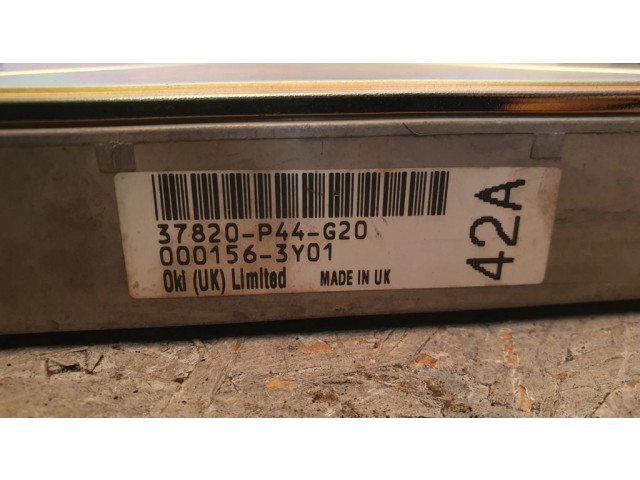 37820-P44-G20
000156-3Y01
Oki (UK) Limited MADE IN UK
42A